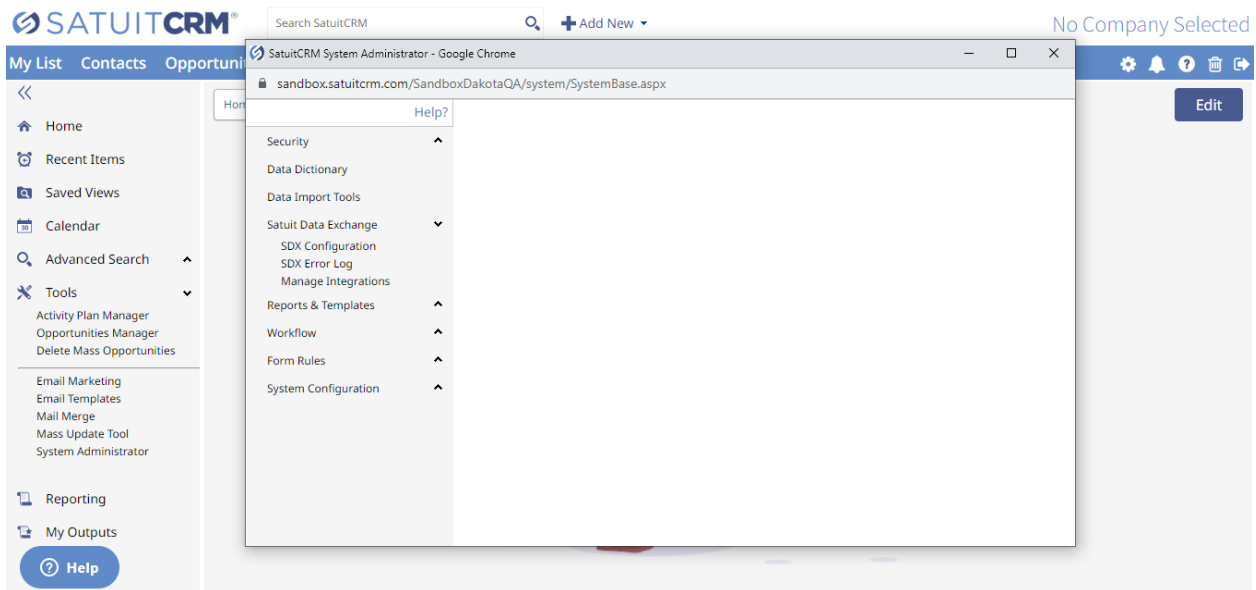 SATUITCRM®
Search SatuitCRM
Add New
No Company Selected
My List Contacts Opportuni
SatuitCRM System Administrator - Google Chrome
sandbox.satuitcrm.com/SandboxDakotaQA/system/SystemBase.aspx
Home
Recent Items
Saved Views
30
Calendar
Advanced Search
Tools
Activity Plan Manager
Opportunities Manager
Delete Mass Opportunities
Email Marketing
Email Templates
Mail Merge
Mass Update Tool
System Administrator
Reporting
My Outputs
? Help
Hom
Help?
Security
Data Dictionary
Data Import Tools
Satuit Data Exchange
SDX Configuration
SDX Error Log
Manage Integrations
Reports & Templates
Workflow
Form Rules
System Configuration
?
Edit